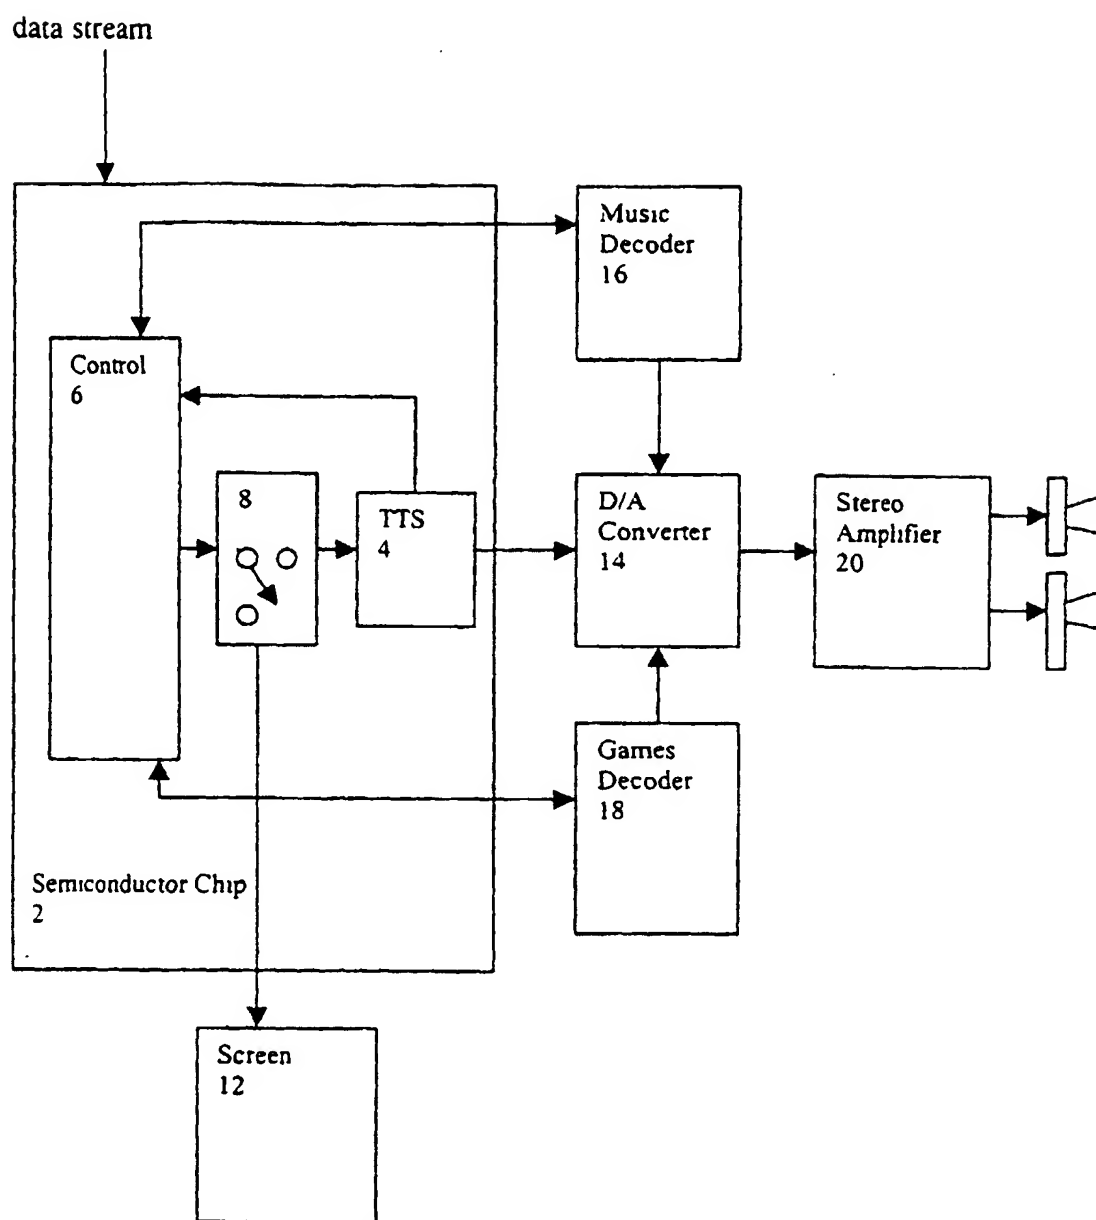 data stream
Music
Decoder
16
Control
6
8
TTS
4
D/A
Converter
14
Stereo
Amplifier
20
Games
Decoder
18
Semiconductor Chip
2
Screen
12